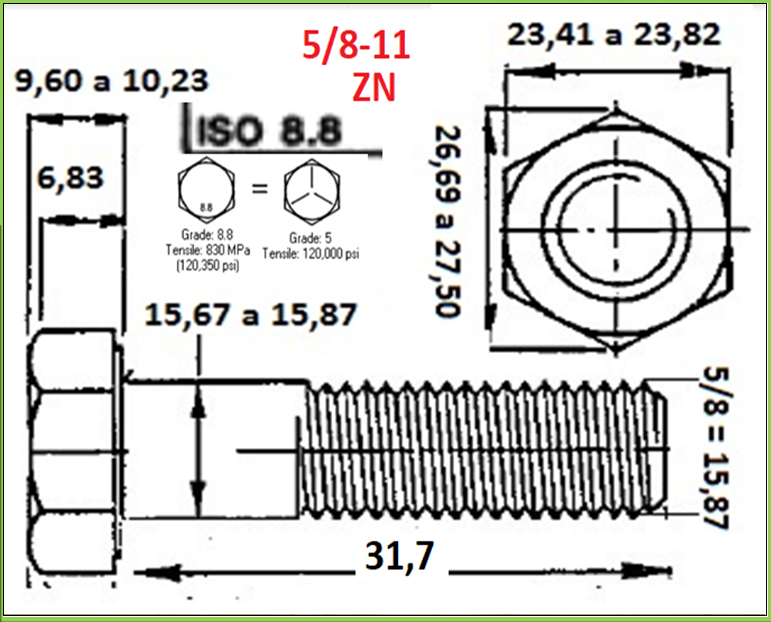 5/8-11
ZN
23,41 a 23,82
9,60 a 10,23
ISO 8.8
6,83
8.8
=
Grade: 8.8
Tensile: 830 MPa
(120,350 psi)
Grade: 5
Tensile: 120,000 psi
26,69 a 27,50
15,67 a 15,87
5/8 = 15,87
31,7